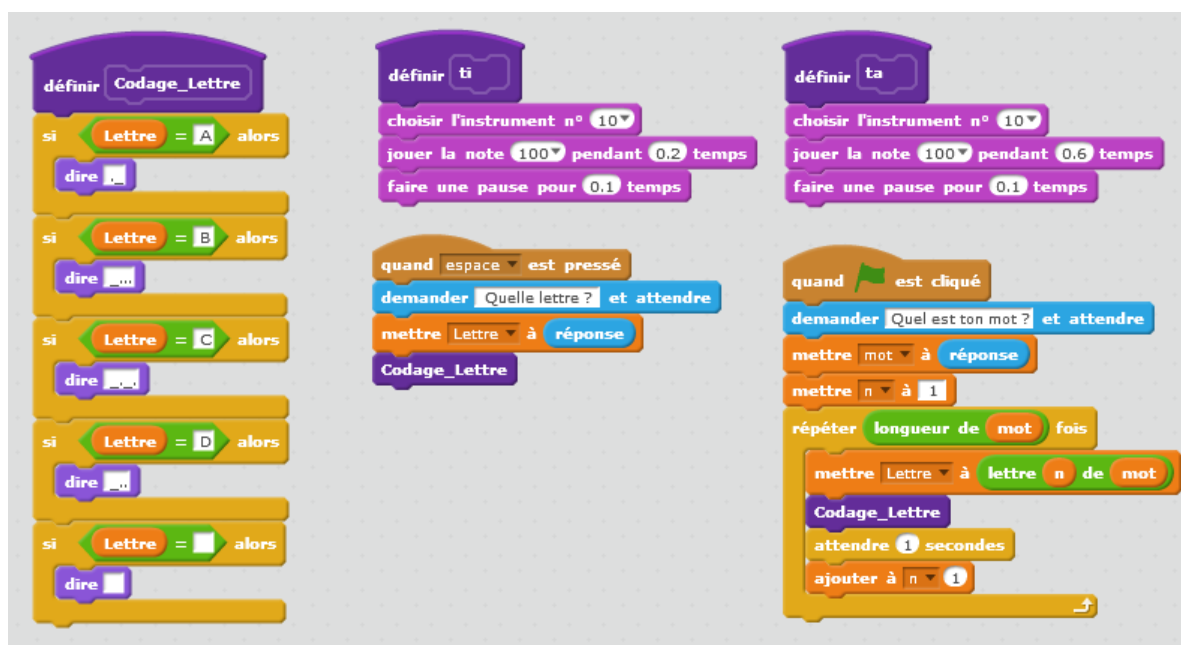 définir Codage_Lettre
si Lettre = A alors
dire ._
si Lettre = B alors
dire _...
si Lettre = C alors
dire _._.
si Lettre = D alors
dire _..
si Lettre = alors
dire
définir ti
choisir l'instrument n° 10
jouer la note 100 pendant 0.2 temps
faire une pause pour 0.1 temps
quand espace est pressé
demander Quelle lettre ? et attendre
mettre Lettre à réponse
Codage_Lettre
définir ta
choisir l'instrument n° 10
jouer la note 100 pendant 0.6 temps
faire une pause pour 0.1 temps
quand est cliqué
demander Quel est ton mot ? et attendre
mettre mot à réponse
mettre n à 1
répéter longueur de mot fois
mettre Lettre à lettre n de mot
Codage_Lettre
attendre 1 secondes
ajouter à n 1